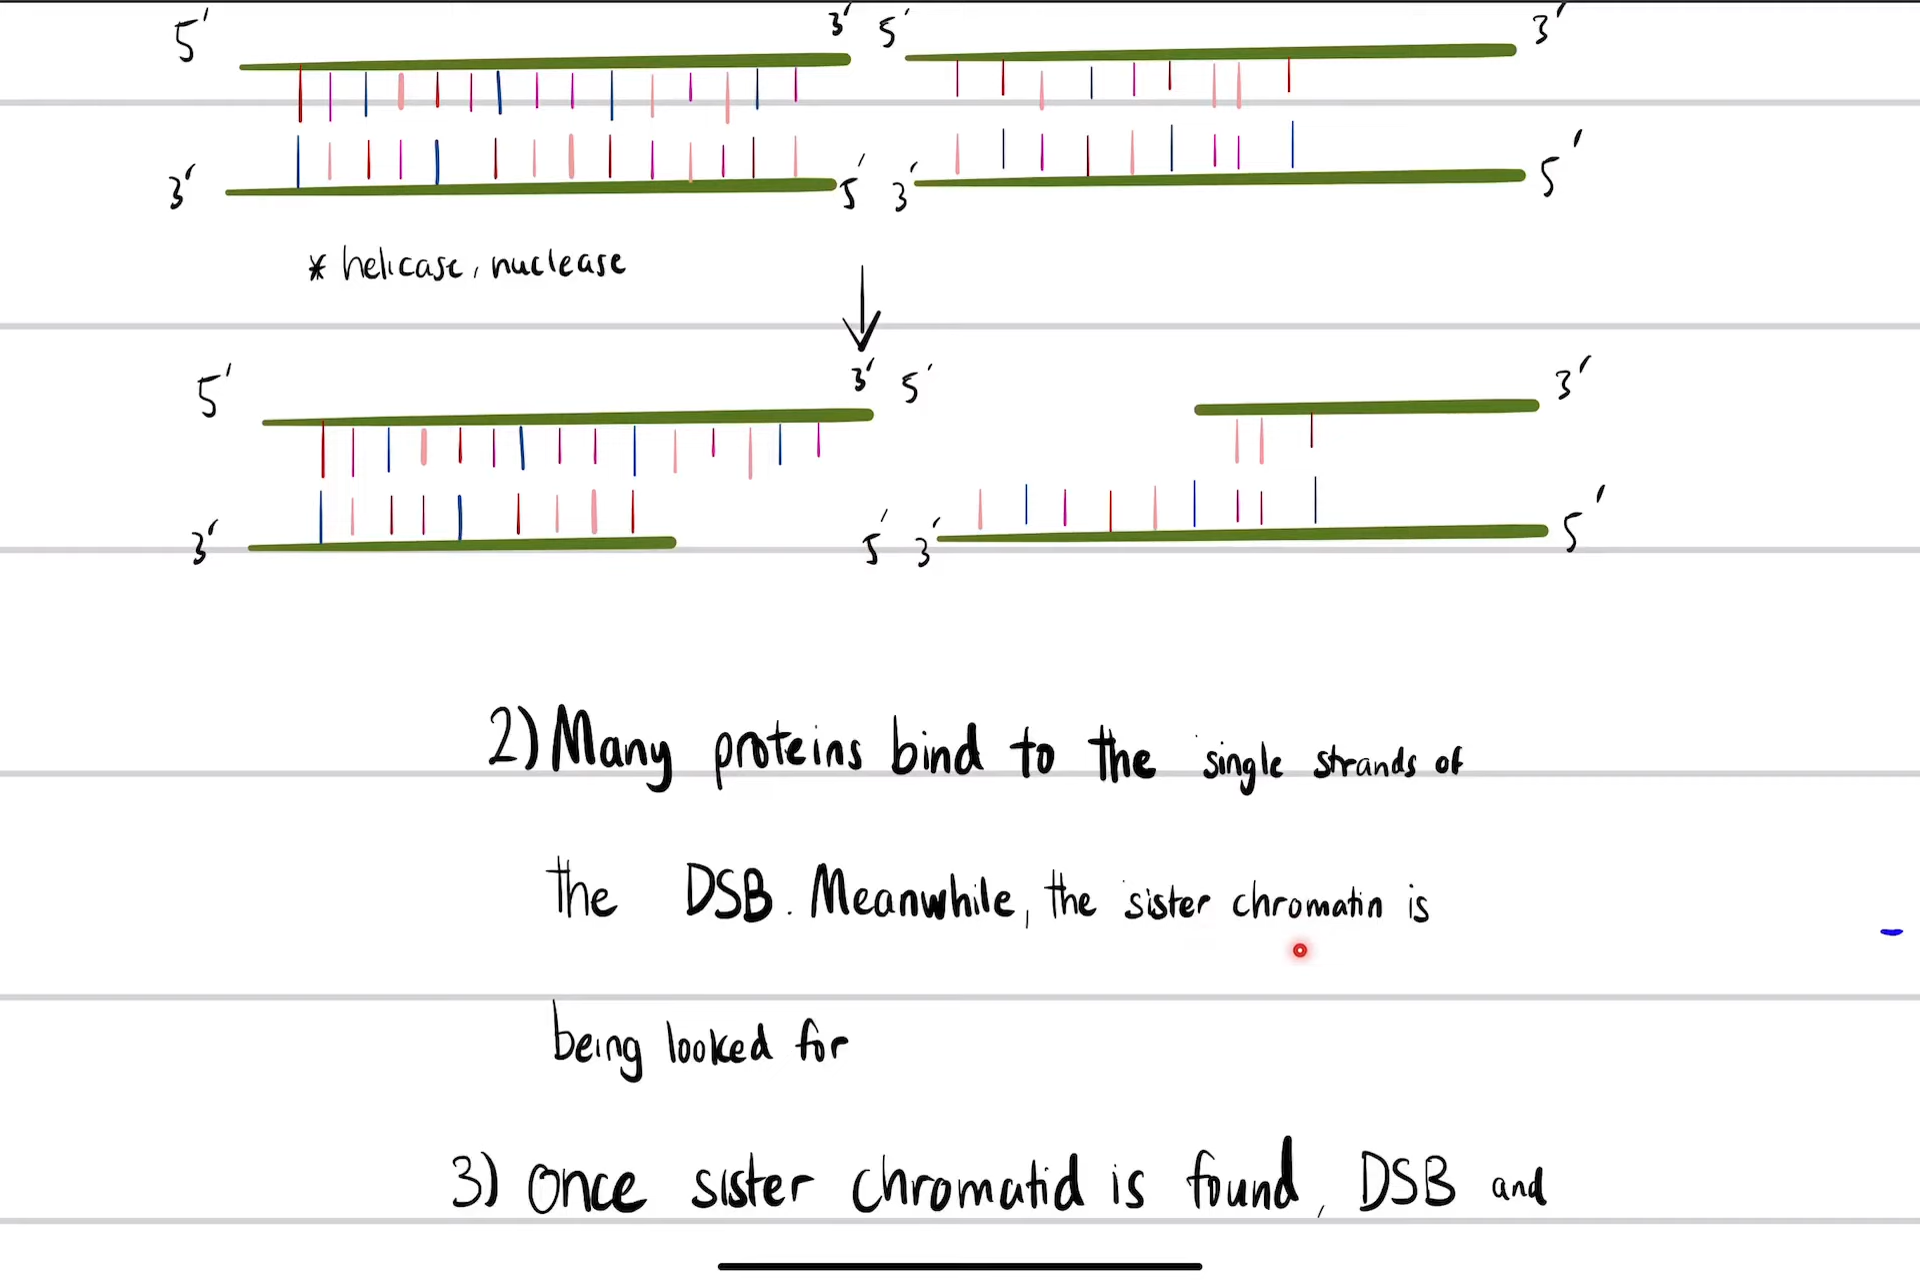 5′ 3′ 5′ 3′
3′ 5′ 3′ 5′
* helicase, nuclease
5′ 3′ 5′ 3′
3′ 5′ 3′ 5′
2) Many proteins bind to the single strands of
the DSB. Meanwhile, the sister chromatin is
being looked for
3) Once sister chromatid is found, DSB and